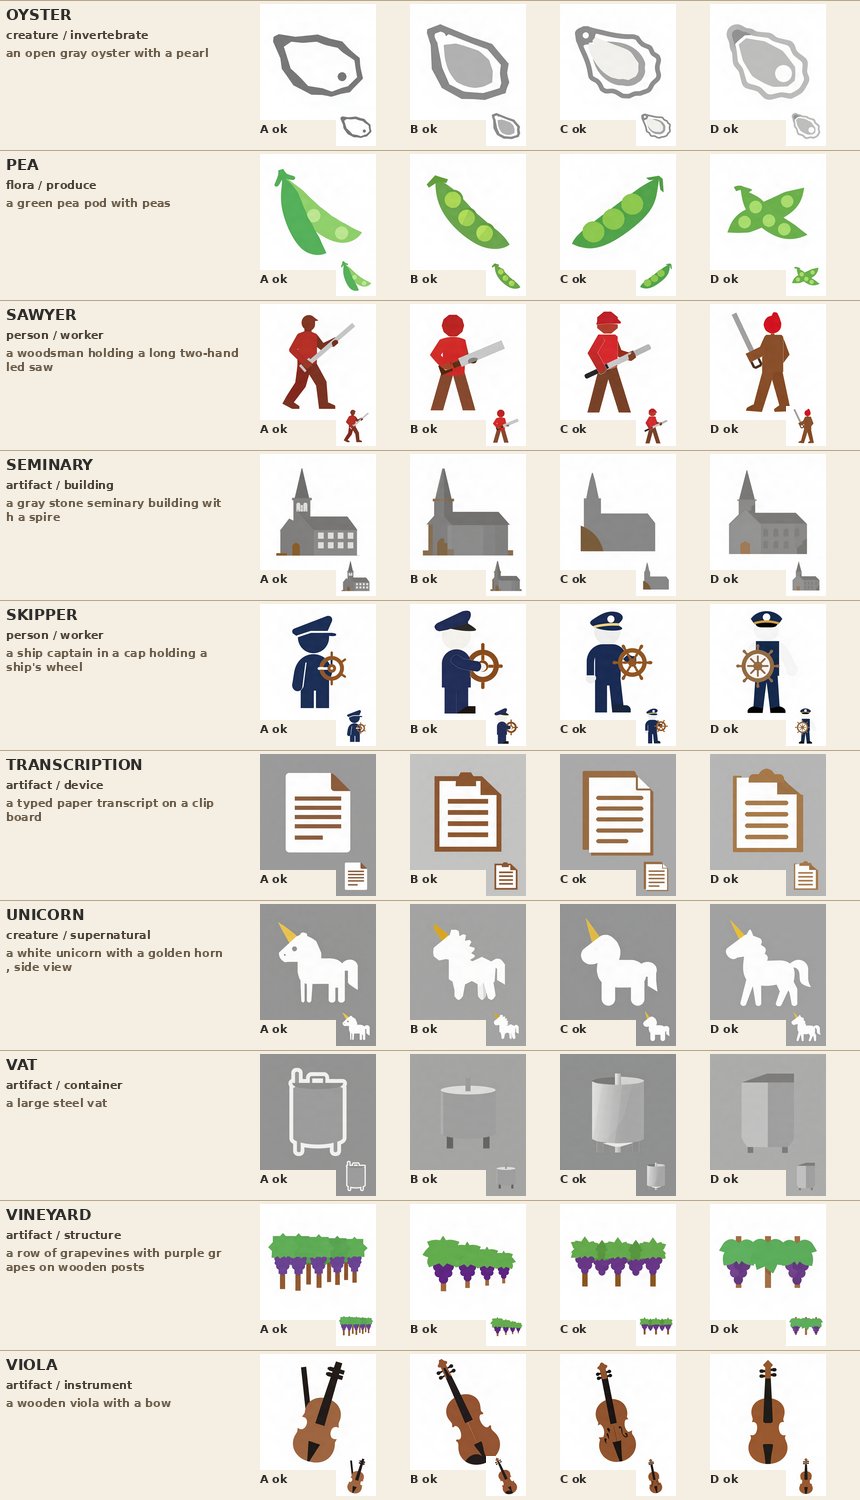 OYSTER
creature / invertebrate
an open gray oyster with a pearl
A ok
B ok
C ok
D ok
PEA
flora / produce
a green pea pod with peas
A ok
B ok
C ok
D ok
SAWYER
person / worker
a woodsman holding a long two-hand
led saw
A ok
B ok
C ok
D ok
SEMINARY
artifact / building
a gray stone seminary building wit
h a spire
A ok
B ok
C ok
D ok
SKIPPER
person / worker
a ship captain in a cap holding a
ship's wheel
A ok
B ok
C ok
D ok
TRANSCRIPTION
artifact / device
a typed paper transcript on a clip
board
A ok
B ok
C ok
D ok
UNICORN
creature / supernatural
a white unicorn with a golden horn
, side view
A ok
B ok
C ok
D ok
VAT
artifact / container
a large steel vat
A ok
B ok
C ok
D ok
VINEYARD
artifact / structure
a row of grapevines with purple gr
apes on wooden posts
A ok
B ok
C ok
D ok
VIOLA
artifact / instrument
a wooden viola with a bow
A ok
B ok
C ok
D ok